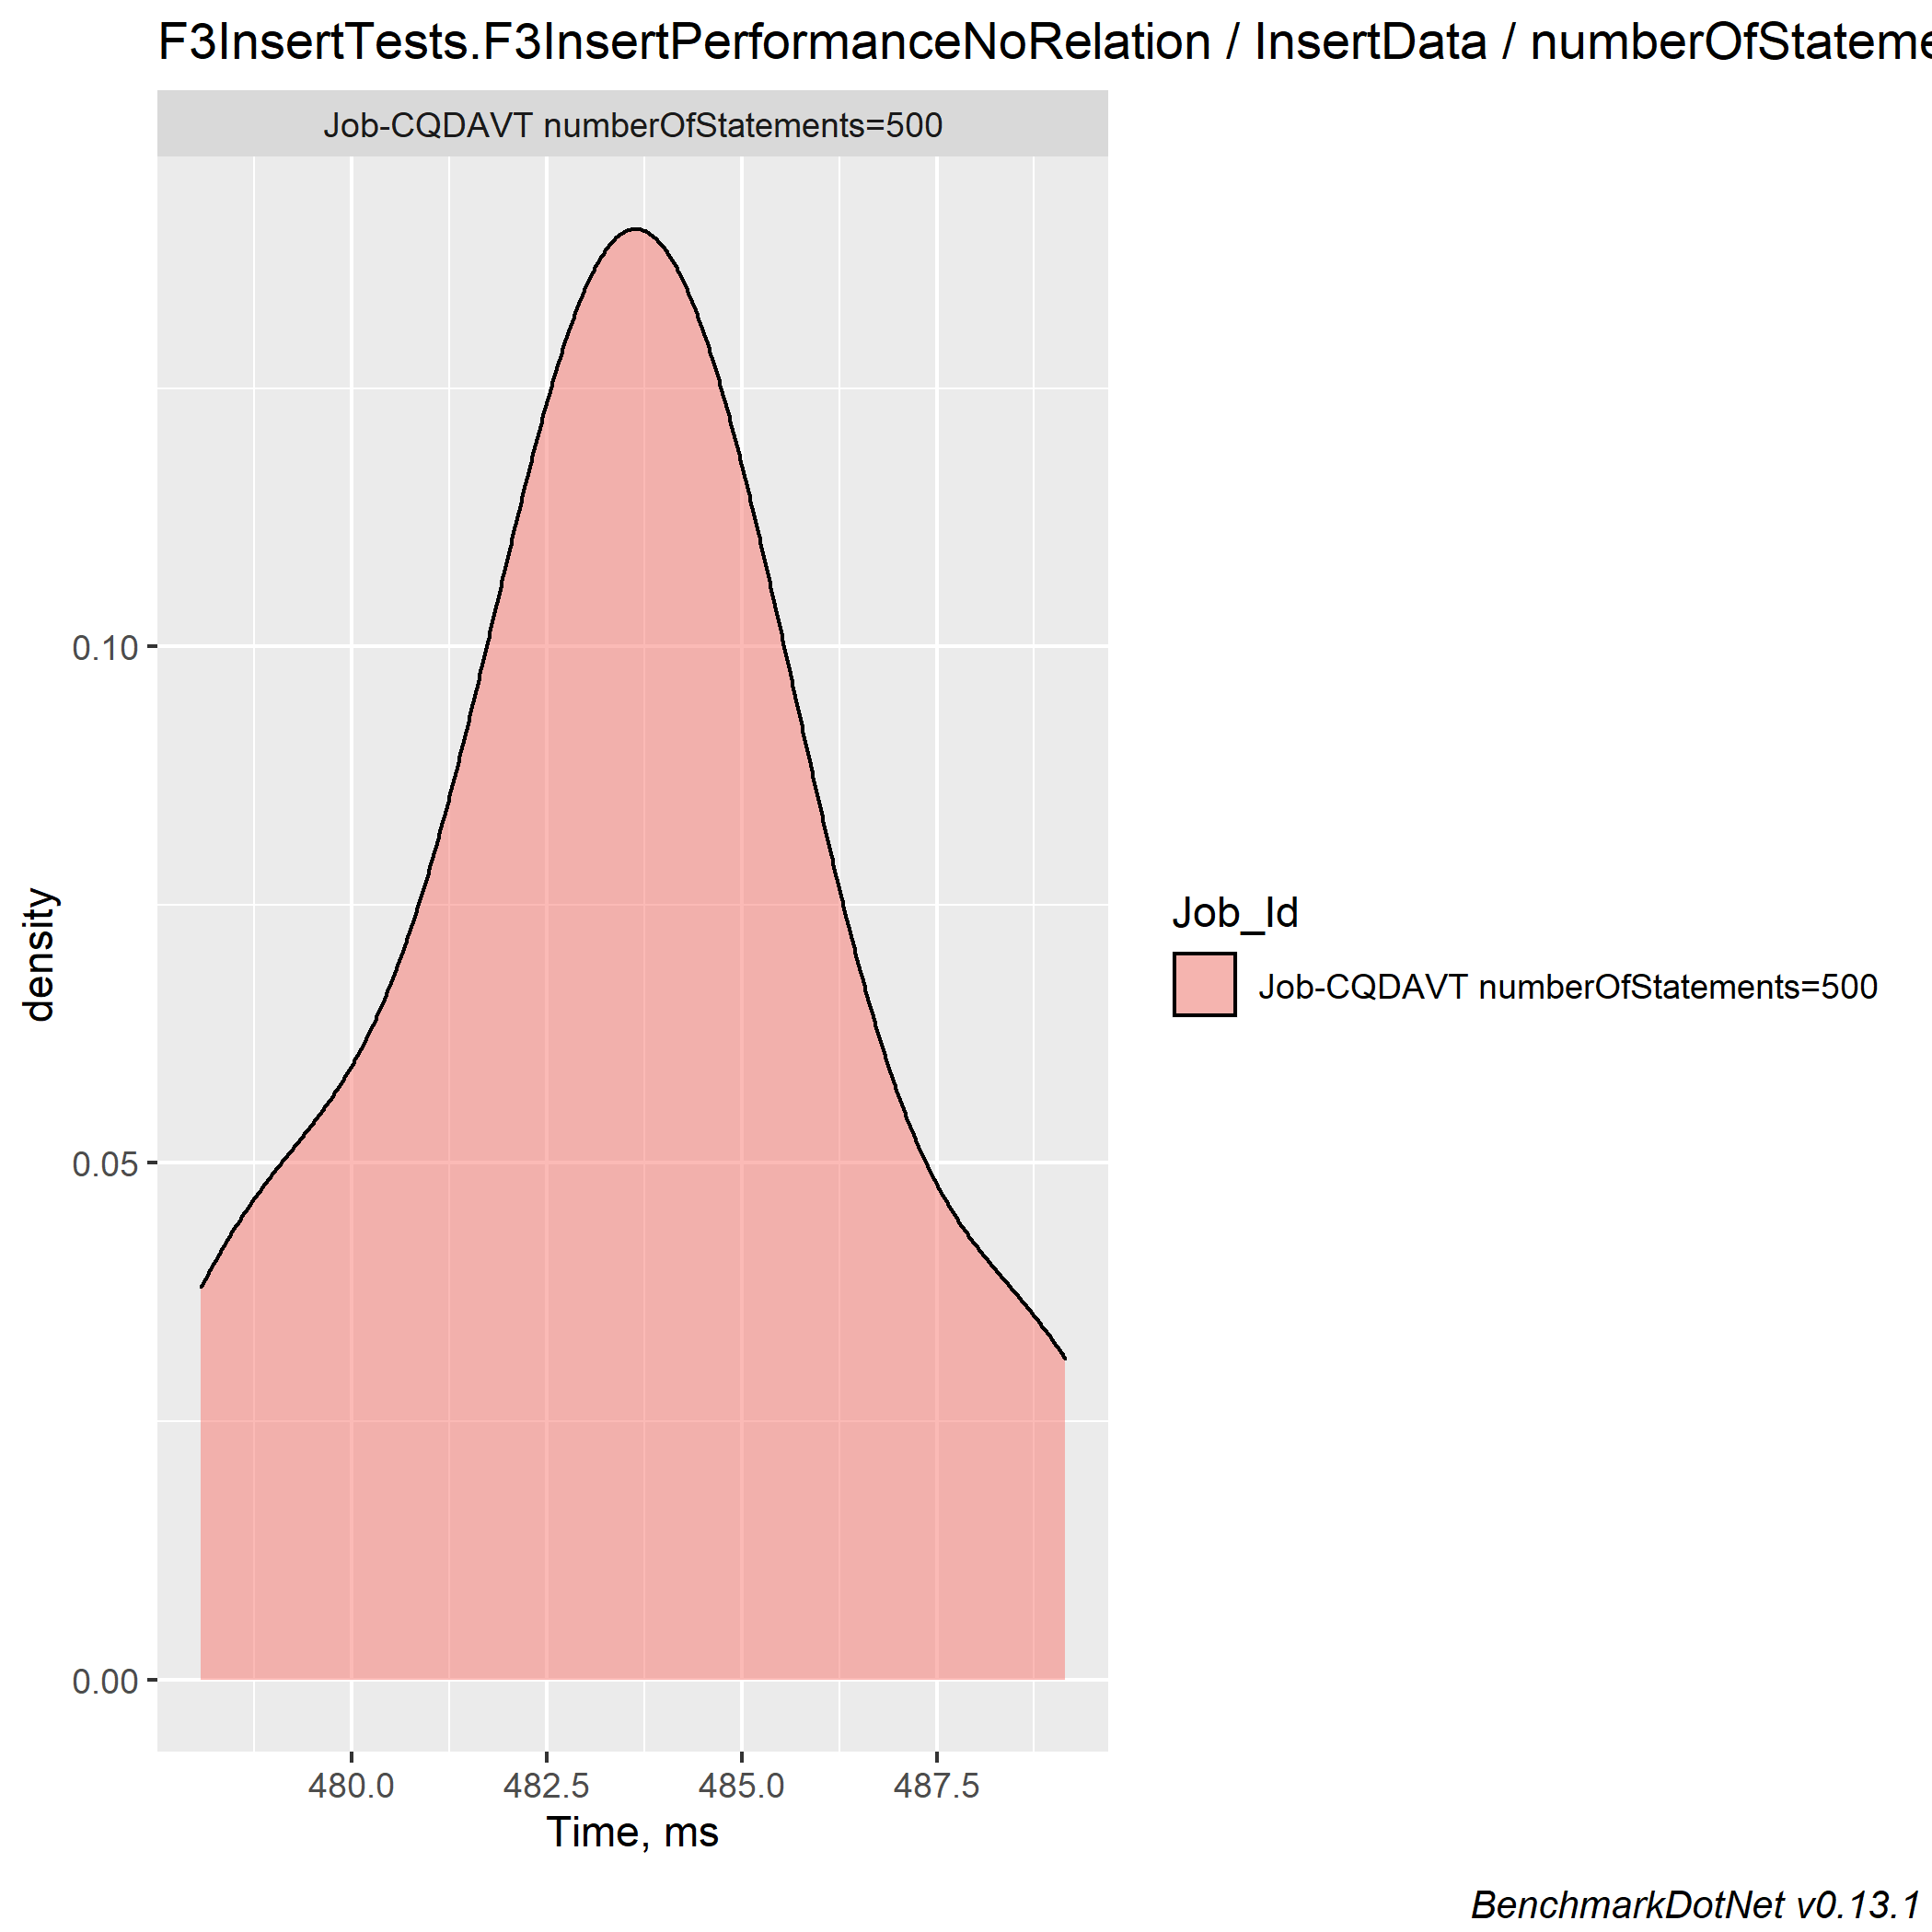 F3InsertTests.F3InsertPerformanceNoRelation / InsertData /
Job-CQDAVT numberOfStatements=500
0.10
0.05
0.00
density
480.0 482.5 485.0 487.5
Time, ms
Job_Id
Job-CQDAVT numberOfStatements=500
BenchmarkDotNet v0.13.1